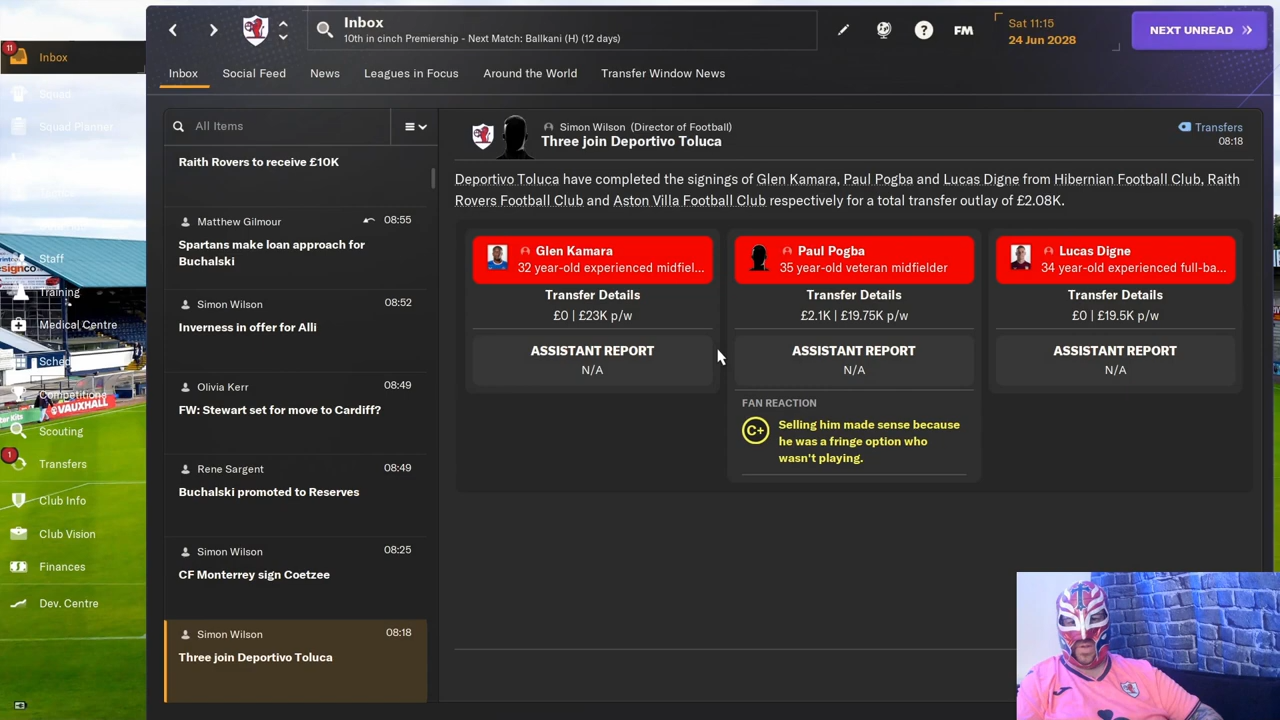 11
Inbox
Squad
Squad Planner
Staff
Training
Medical Centre
Sched
Competitions
VAUXHALL
Scouting
1
Transfers
Club Info
Club Vision
Finances
Dev. Centre
Inbox
10th in cinch Premiership - Next Match: Ballkani (H) (12 days)
?
FM
Sat 11:15
24 Jun 2028
NEXT UNREAD
Inbox
Social Feed
News
Leagues in Focus
Around the World
Transfer Window News
All Items
Raith Rovers to receive £10K
Matthew Gilmour
08:55
Spartans make loan approach for
Buchalski
Simon Wilson
08:52
Inverness in offer for Alli
Olivia Kerr
08:49
FW: Stewart set for move to Cardiff?
Rene Sargent
08:49
Buchalski promoted to Reserves
Simon Wilson
08:25
CF Monterrey sign Coetzee
Simon Wilson
08:18
Three join Deportivo Toluca
Simon Wilson (Director of Football)
Three join Deportivo Toluca
Transfers
08:18
Deportivo Toluca have completed the signings of Glen Kamara, Paul Pogba and Lucas Digne from Hibernian Football Club, Raith
Rovers Football Club and Aston Villa Football Club respectively for a total transfer outlay of £2.08K.
Glen Kamara
32 year-old experienced midfiel...
Transfer Details
£0 | £23K p/w
ASSISTANT REPORT
N/A
Paul Pogba
35 year-old veteran midfielder
Transfer Details
£2.1K | £19.75K p/w
ASSISTANT REPORT
N/A
FAN REACTION
C+
Selling him made sense because
he was a fringe option who
wasn't playing.
Lucas Digne
34 year-old experienced full-ba...
Transfer Details
£0 | £19.5K p/w
ASSISTANT REPORT
N/A